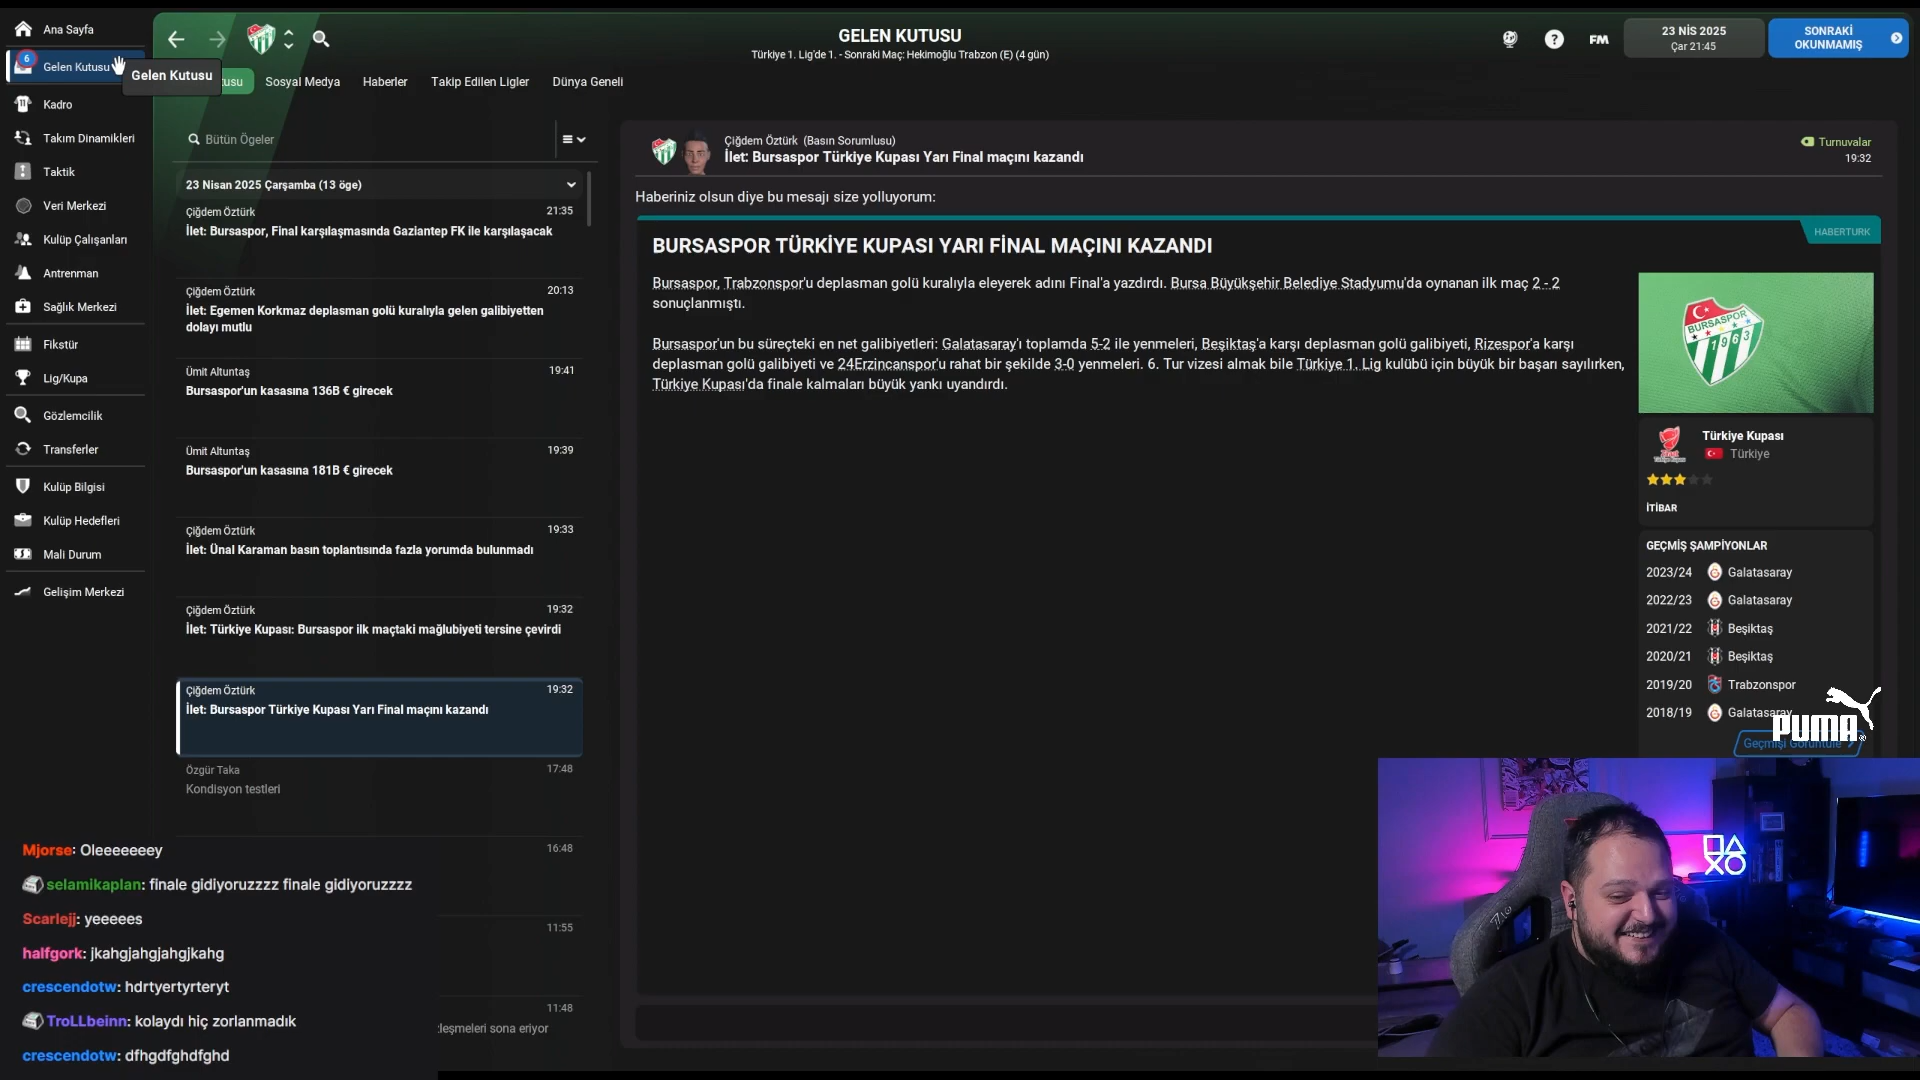 Ana Sayfa
6
Gelen Kutusu
Gelen Kutusu
Kadro
Takım Dinamikleri
Taktik
Veri Merkezi
Kulüp Çalışanları
Antrenman
Sağlık Merkezi
Fikstür
Lig/Kupa
Gözlemcilik
Transferler
Kulüp Bilgisi
Kulüp Hedefleri
Mali Durum
Gelişim Merkezi
GELEN KUTUSU
Türkiye 1. Lig'de 1. - Sonraki Maç: Hekimoğlu Trabzon (E) (4 gün)
FM
23 NİS 2025
Çar 21:45
SONRAKİ
OKUNMAMIŞ
usu
Sosyal Medya
Haberler
Takip Edilen Ligler
Dünya Geneli
Bütün Ögeler
23 Nisan 2025 Çarşamba (13 öge)
Çiğdem Öztürk 21:35
İlet: Bursaspor, Final karşılaşmasında Gaziantep FK ile karşılaşacak
Çiğdem Öztürk 20:13
İlet: Egemen Korkmaz deplasman golü kuralıyla gelen galibiyetten
dolayı mutlu
Ümit Altuntaş 19:41
Bursaspor'un kasasına 136B € girecek
Ümit Altuntaş 19:39
Bursaspor'un kasasına 181B € girecek
Çiğdem Öztürk 19:33
İlet: Ünal Karaman basın toplantısında fazla yorumda bulunmadı
Çiğdem Öztürk 19:32
İlet: Türkiye Kupası: Bursaspor ilk maçtaki mağlubiyeti tersine çevirdi
Çiğdem Öztürk 19:32
İlet: Bursaspor Türkiye Kupası Yarı Final maçını kazandı
Özgür Taka 17:48
Kondisyon testleri
16:48
11:55
11:48
zleşmeleri sona eriyor
Çiğdem Öztürk (Basın Sorumlusu)
İlet: Bursaspor Türkiye Kupası Yarı Final maçını kazandı
Turnuvalar
19:32
Haberiniz olsun diye bu mesajı size yolluyorum:
HABERTURK
BURSASPOR TÜRKİYE KUPASI YARI FİNAL MAÇINI KAZANDI
Bursaspor, Trabzonspor'u deplasman golü kuralıyla eleyerek adını Final'a yazdırdı. Bursa Büyükşehir Belediye Stadyumu'da oynanan ilk maç 2 - 2
sonuçlanmıştı.
Bursaspor'un bu süreçteki en net galibiyetleri: Galatasaray'ı toplamda 5-2 ile yenmeleri, Beşiktaş'a karşı deplasman golü galibiyeti, Rizespor'a karşı
deplasman golü galibiyeti ve 24Erzincanspor'u rahat bir şekilde 3-0 yenmeleri. 6. Tur vizesi almak bile Türkiye 1. Lig kulübü için büyük bir başarı sayılırken,
Türkiye Kupası'da finale kalmaları büyük yankı uyandırdı.
BURSASPOR
1963
Türkiye Kupası
Türkiye
İTİBAR
GEÇMİŞ ŞAMPİYONLAR
2023/24 Galatasaray
2022/23 Galatasaray
2021/22 Beşiktaş
2020/21 Beşiktaş
2019/20 Trabzonspor
2018/19 Galatasaray
Geçmişi Görüntüle
PUMA
Mjorse: Oleeeeeeey
selamikaplan: finale gidiyoruzzzz finale gidiyoruzzzz
Scarlejj: yeeeees
halfgork: jkahgjahgjahgjkahg
crescendotw: hdrtyertyrteryt
TroLLbeinn: kolaydı hiç zorlanmadık
crescendotw: dfhgdfghdfghd